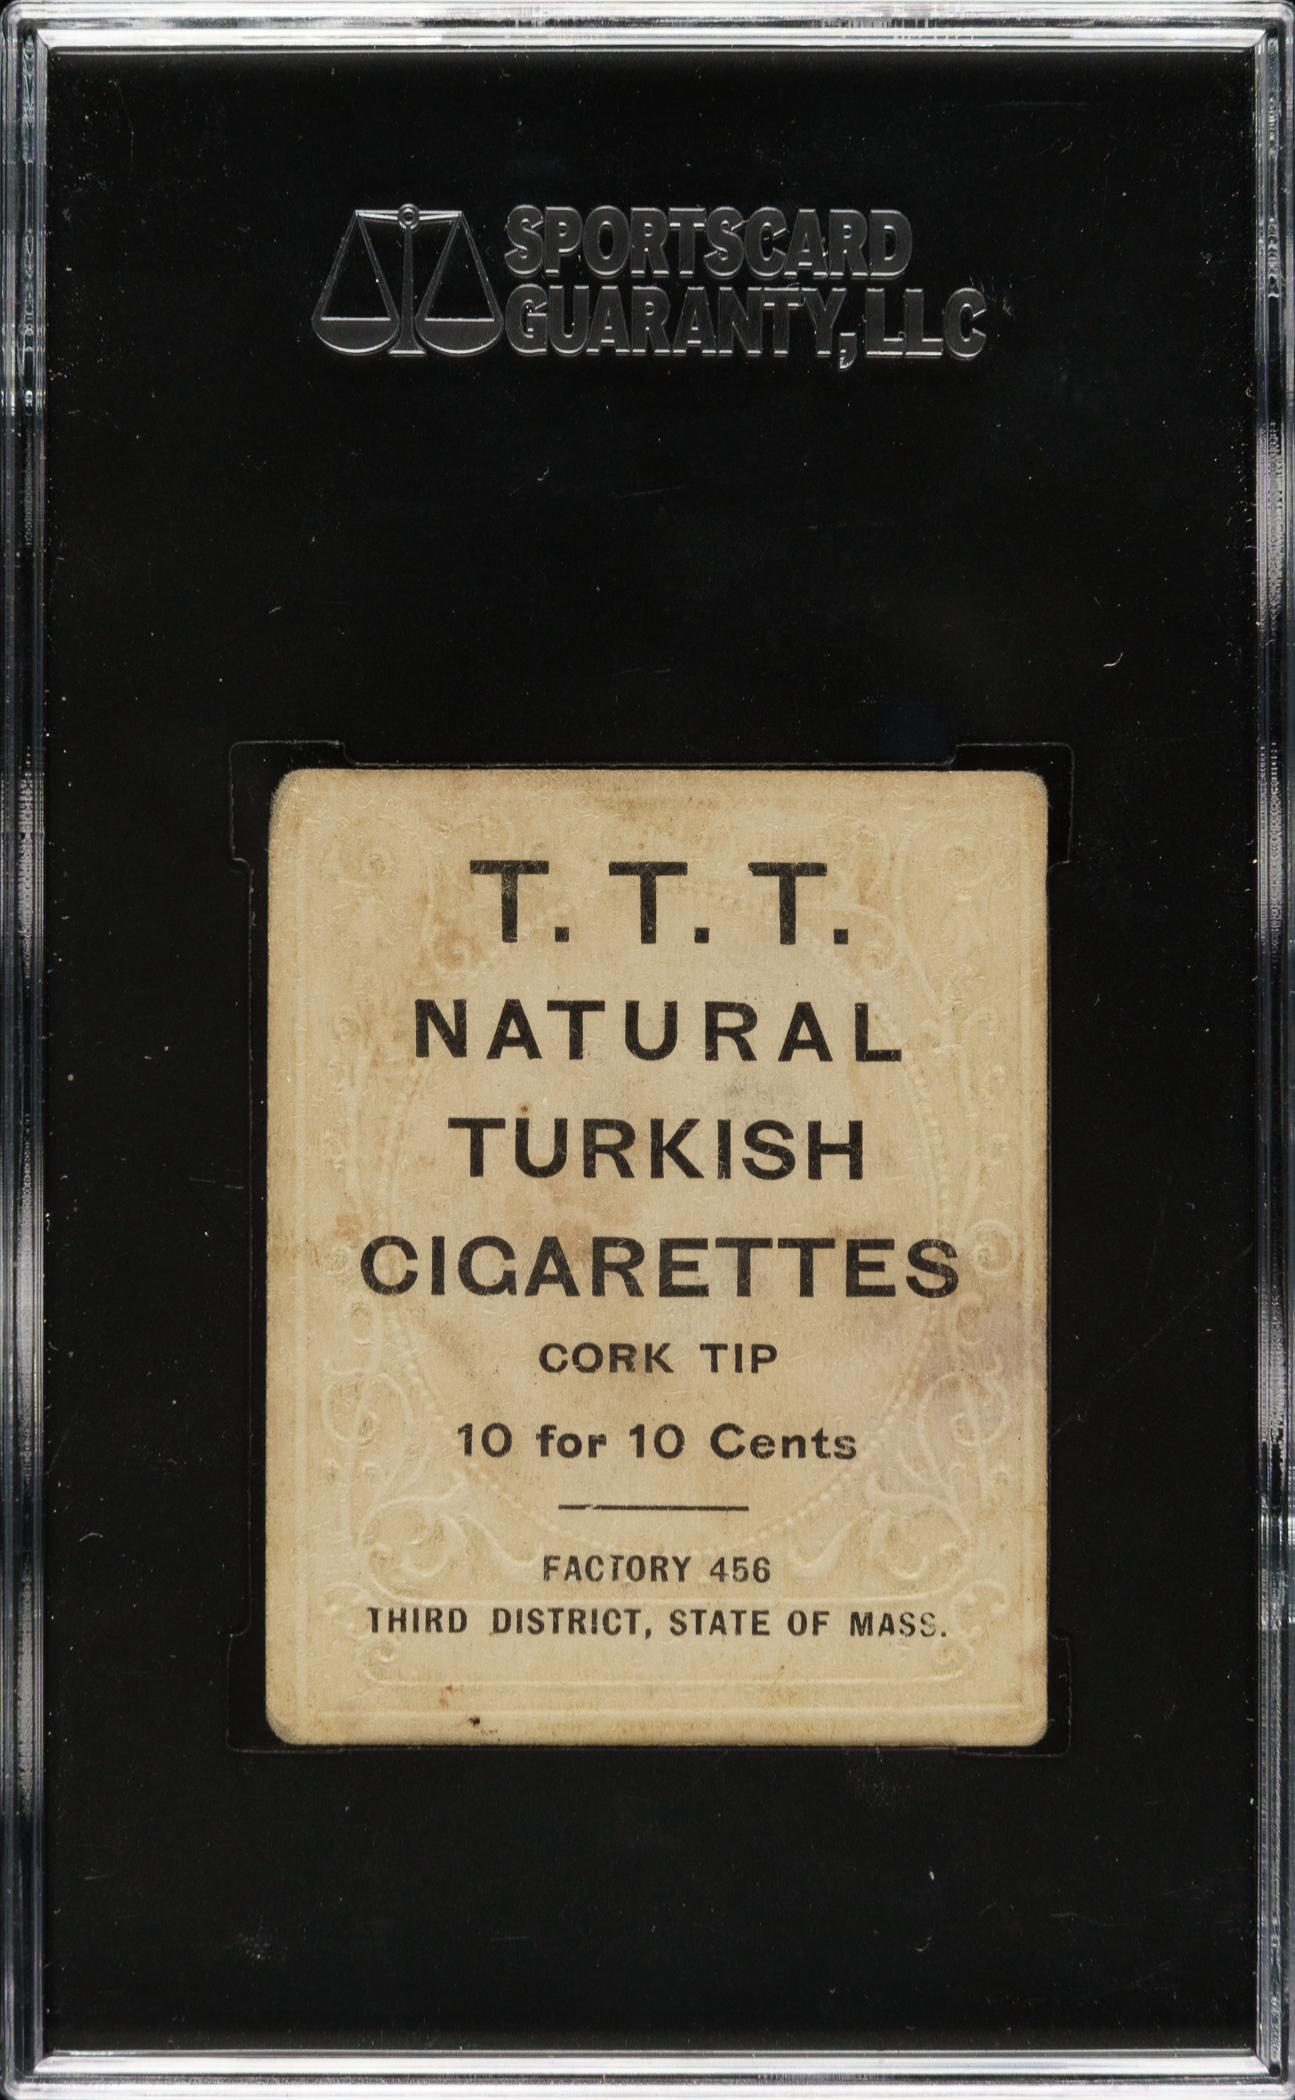 SPORTSCARD
GUARANTY, LLC
T. T. T.
NATURAL
TURKISH
CIGARETTES
CORK TIP
10 for 10 Cents
FACTORY 456
THIRD DISTRICT, STATE OF MASS.